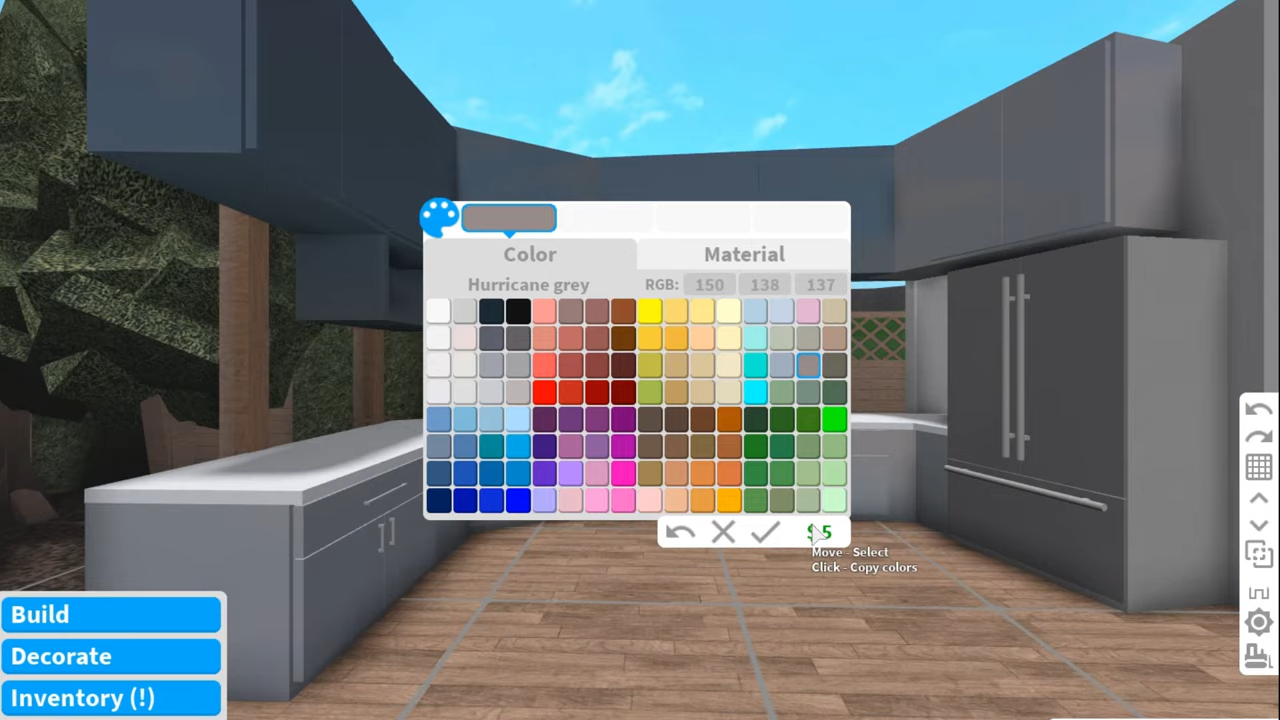 Color
Material
Hurricane grey
RGB: 150 138 137
$5
Move - Select
Click - Copy colors
Build
Decorate
Inventory (!)